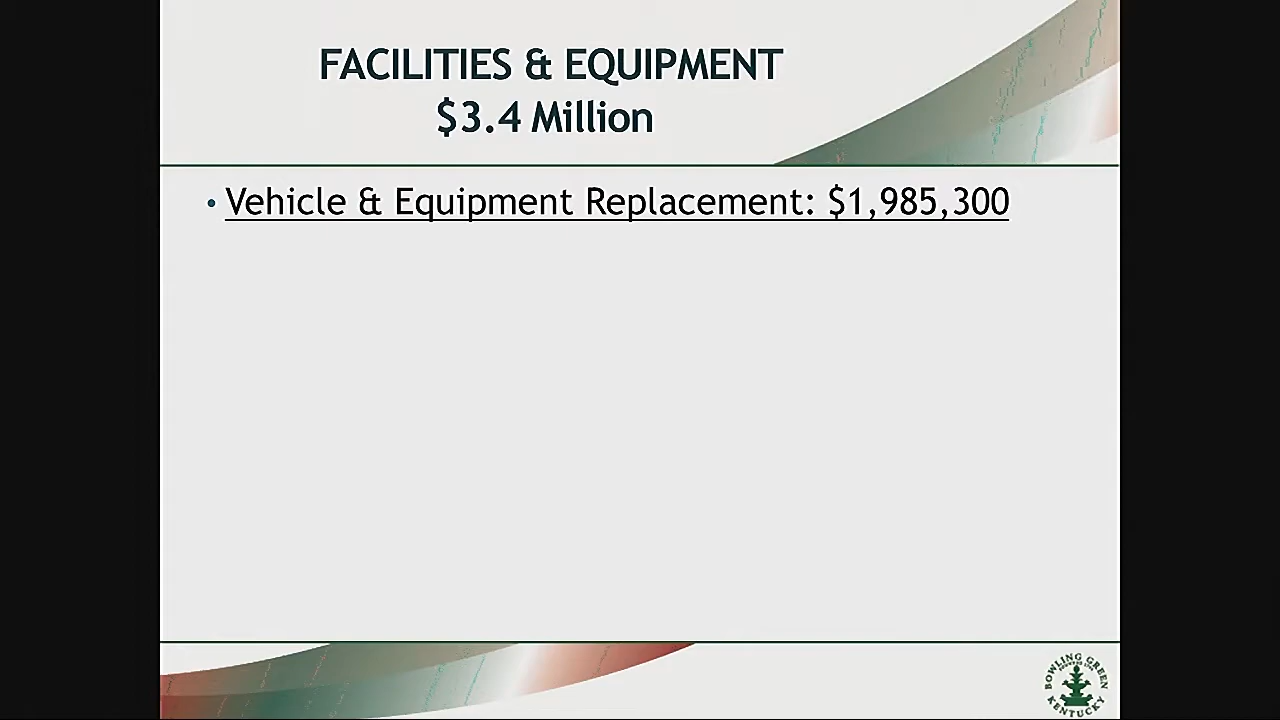 FACILITIES & EQUIPMENT
$3.4 Million
• Vehicle & Equipment Replacement: $1,985,300
BOWLING GREEN
KENTUCKY